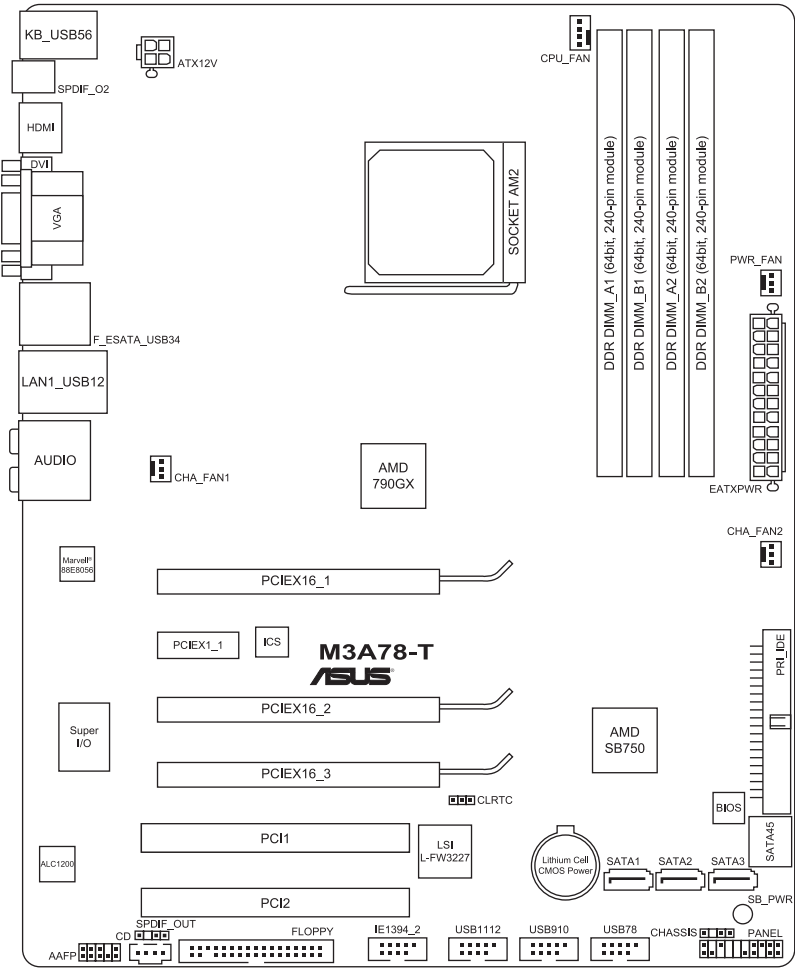 KB_USB56
ATX12V
CPU_FAN
SPDIF_O2
HDMI
DVI
VGA
SOCKET AM2
DDR DIMM_A1 (64bit, 240-pin module)
DDR DIMM_B1 (64bit, 240-pin module)
DDR DIMM_A2 (64bit, 240-pin module)
DDR DIMM_B2 (64bit, 240-pin module)
PWR_FAN
F_ESATA_USB34
LAN1_USB12
AUDIO
CHA_FAN1
AMD
790GX
EATXPWR
CHA_FAN2
Marvell®
88E8056
PCIEX16_1
PCIEX1_1
ICS
M3A78-T
ASUS
PRI_IDE
PCIEX16_2
Super
I/O
AMD
SB750
PCIEX16_3
CLRTC
BIOS
PCI1
LSI
L-FW3227
SATA45
ALC1200
Lithium Cell
CMOS Power
SATA1
SATA2
SATA3
PCI2
SB_PWR
SPDIF_OUT
CD
FLOPPY
IE1394_2
USB1112
USB910
USB78
CHASSIS
PANEL
AAFP